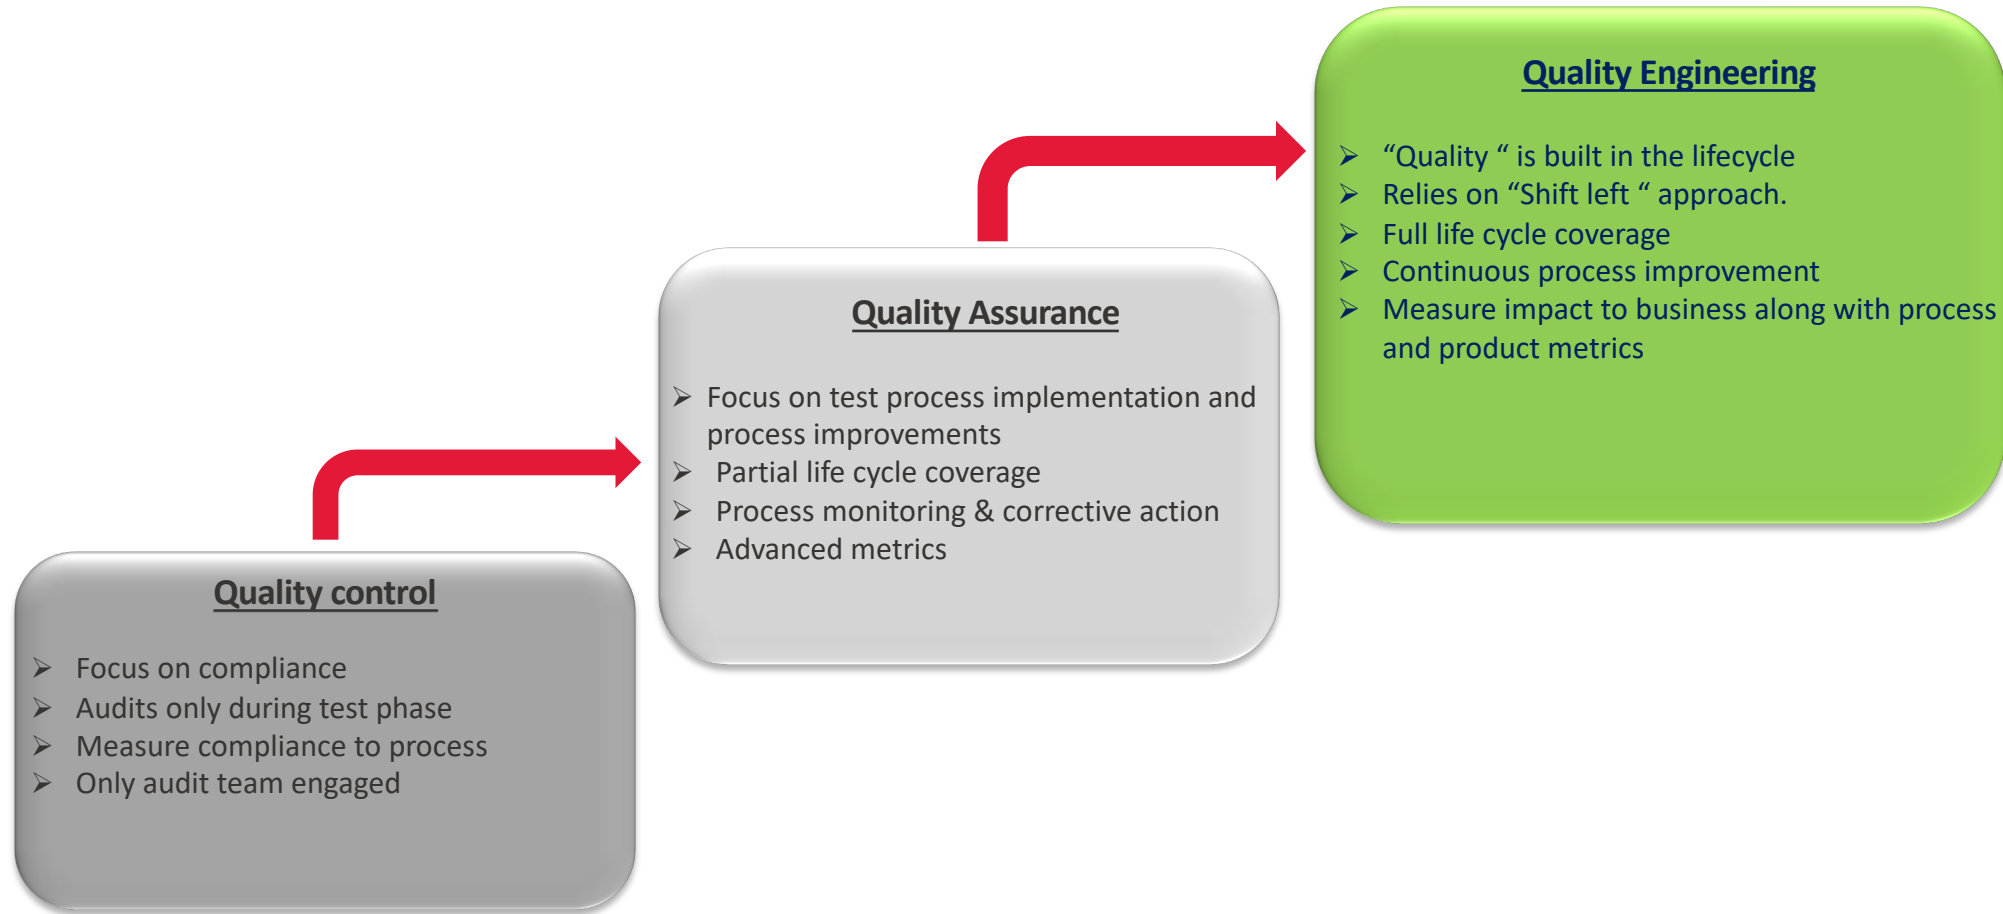 Quality Engineering
➢ “Quality “ is built in the lifecycle
➢ Relies on “Shift left “ approach.
➢ Full life cycle coverage
➢ Continuous process improvement
➢ Measure impact to business along with process
and product metrics
Quality Assurance
➢ Focus on test process implementation and
process improvements
➢ Partial life cycle coverage
➢ Process monitoring & corrective action
➢ Advanced metrics
Quality control
➢ Focus on compliance
➢ Audits only during test phase
➢ Measure compliance to process
➢ Only audit team engaged